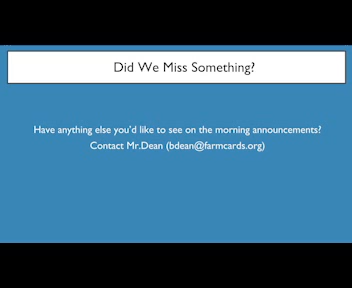 Did We Miss Something?
Have anything else you'd like to see on the morning announcements?
Contact Mr.Dean (bdean@farmcards.org)